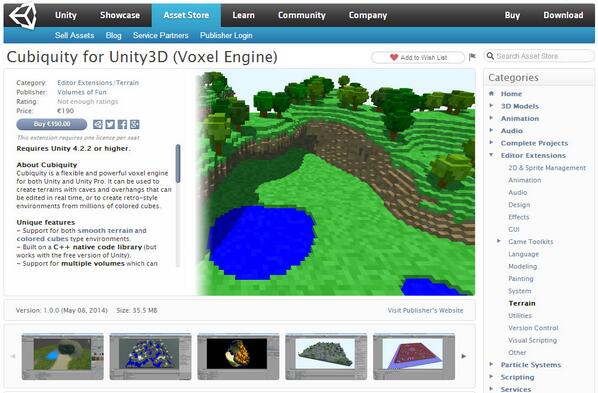 Unity Showcase Asset Store Learn Community Company Buy Download
Sell Assets Blog Service Partners Publisher Login
Cubiquity for Unity3D (Voxel Engine)
Add to Wish List
Search Asset Store
Category: Editor Extensions/Terrain
Publisher: Volumes of Fun
Rating: Not enough ratings
Price: €190
Buy €190.00
This extension requires one license per seat
Requires Unity 4.2.2 or higher.
About Cubiquity
Cubiquity is a flexible and powerful voxel engine
for both Unity and Unity Pro. It can be used to
create terrains with caves and overhangs that can
be edited in real time, or to create retro-style
environments from millions of colored cubes.
Unique features
- Support for both smooth terrain and
colored cubes type environments.
- Built on a C++ native code library (but
works with the free version of Unity).
- Support for multiple volumes which can
Version: 1.0.0 (May 08, 2014) Size: 35.5 MB
Visit Publisher's Website
Categories
Home
3D Models
Animation
Audio
Complete Projects
Editor Extensions
2D & Sprite Management
Animation
Audio
Design
Effects
GUI
Game Toolkits
Language
Modeling
Painting
System
Terrain
Utilities
Version Control
Visual Scripting
Other
Particle Systems
Scripting
Services